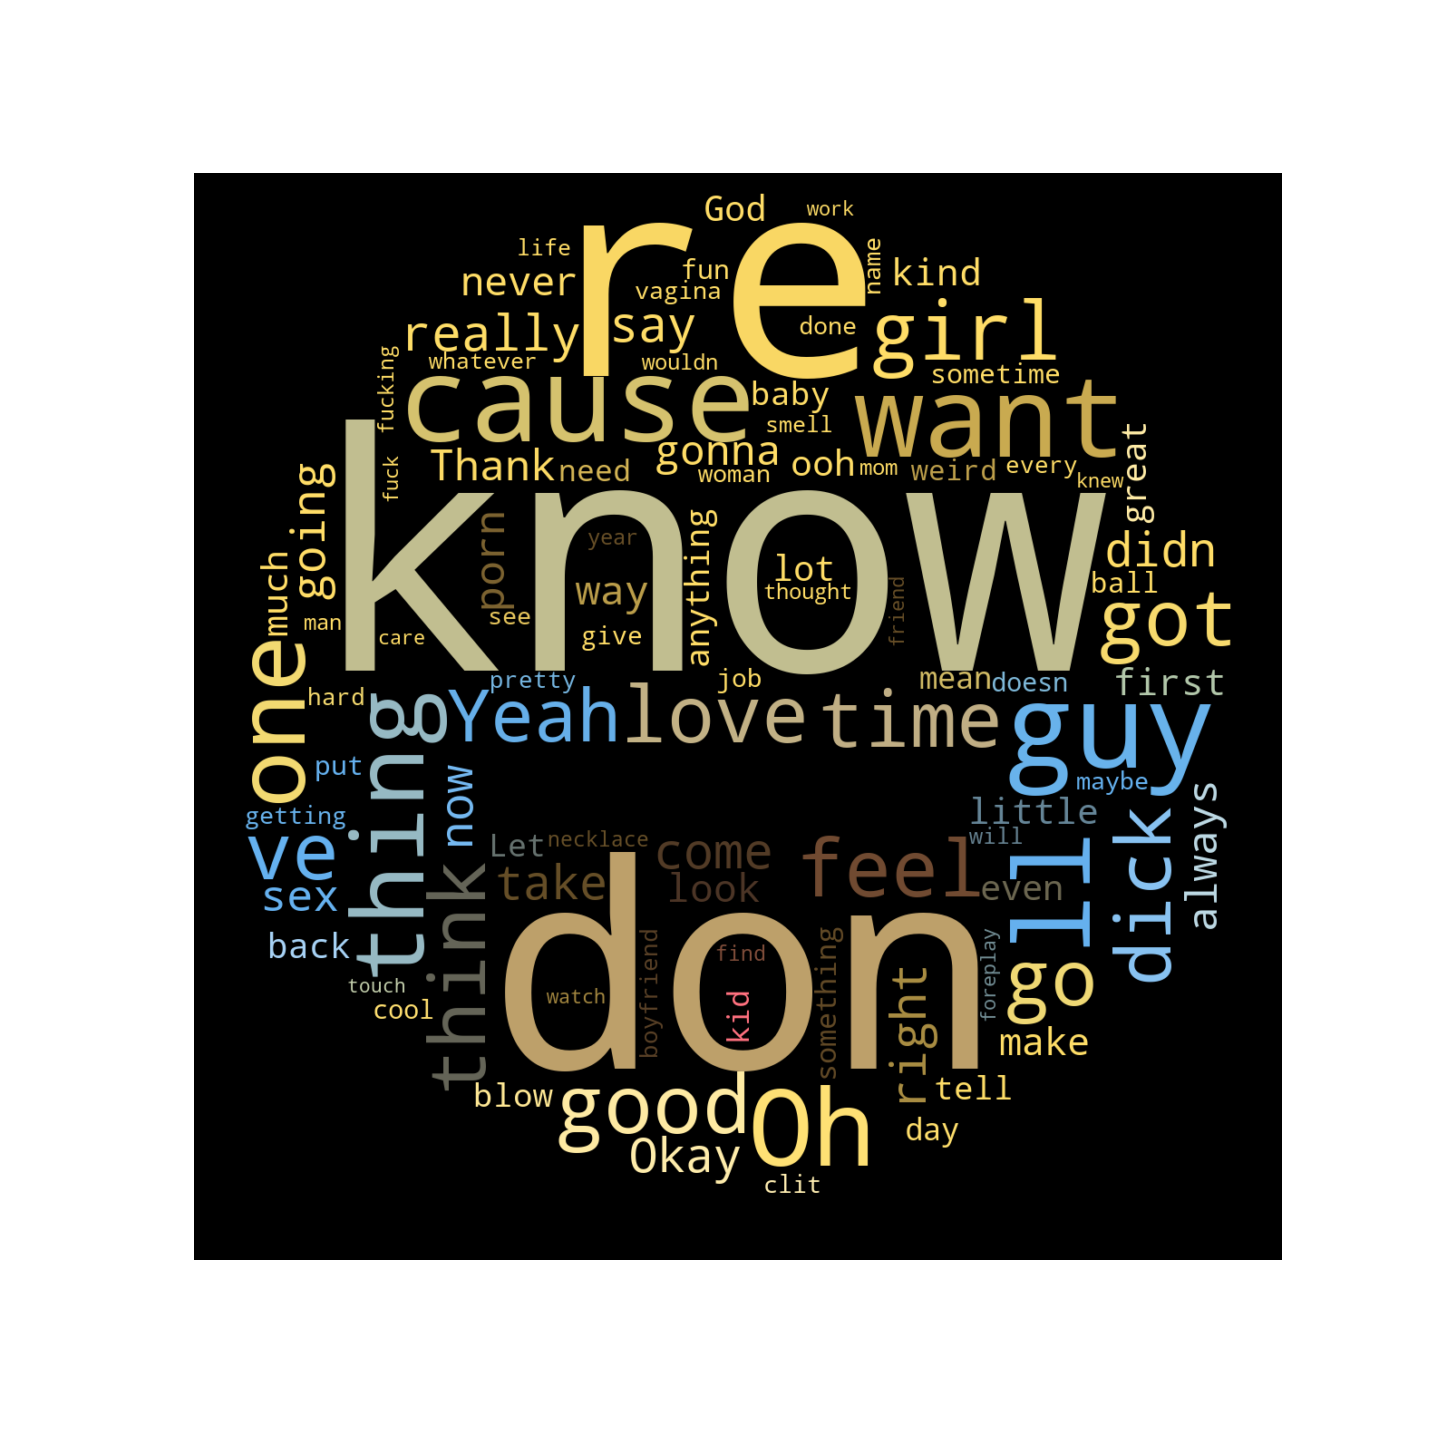 God
work
re
life
name
fun
never
kind
vagina
girl
say
done
really
fucking
whatever
wouldn
cause
sometime
baby
want
smell
great
gonna
Thank
need
ooh
mom
weird
every
woman
fuck
knew
going
know
porn
anything
year
didn
much
lot
ball
way
thought
friend
got
man
see
care
give
one
pretty
job
mean
doesn
first
hard
thing
Yeah
love
time
guy
put
now
maybe
always
getting
little
dick
ve
Let
necklace
come
feel
will
ll
think
take
look
even
sex
don
back
boyfriend
find
something
foreplay
right
go
touch
watch
kid
cool
make
blow
good
Oh
tell
day
Okay
clit